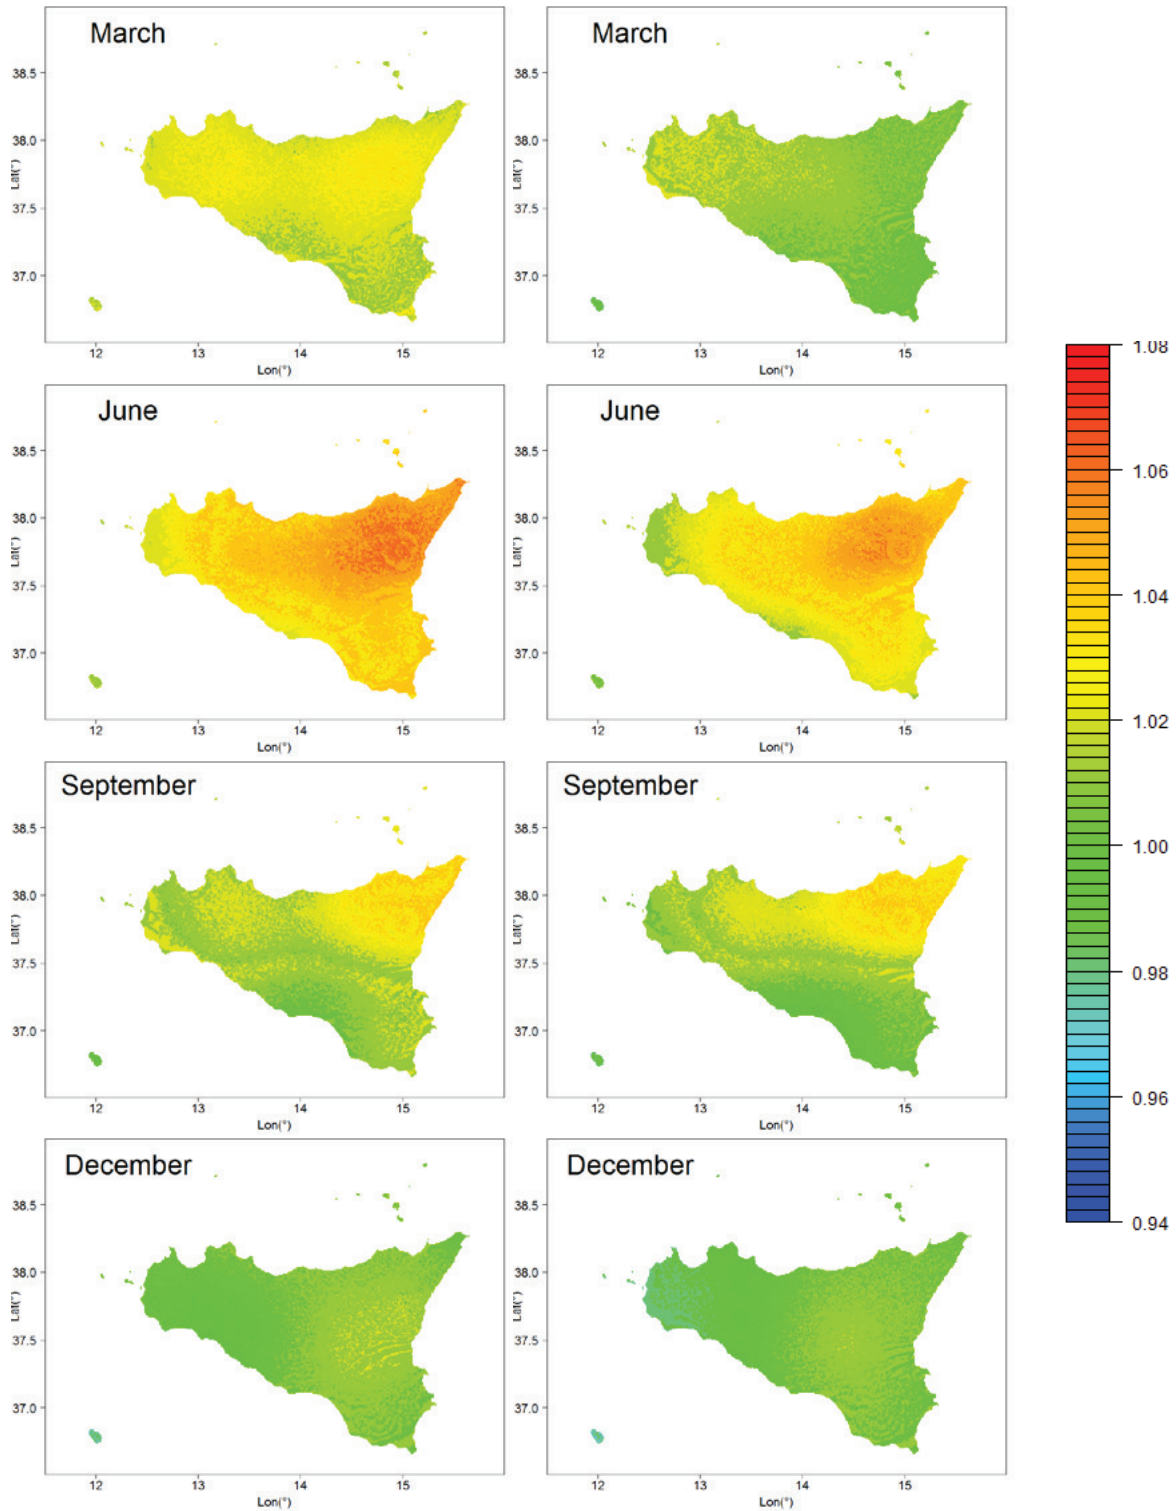 March March
38.5 38.5
38.0 38.0
Lat(°) Lat(°)
37.5 37.5
37.0 37.0
12 13 14 15 12 13 14 15
Lon(°) Lon(°)
June June
38.5 38.5
38.0 38.0
Lat(°) Lat(°)
37.5 37.5
37.0 37.0
12 13 14 15 12 13 14 15
Lon(°) Lon(°)
September September
38.5 38.5
38.0 38.0
Lat(°) Lat(°)
37.5 37.5
37.0 37.0
12 13 14 15 12 13 14 15
Lon(°) Lon(°)
December December
38.5 38.5
38.0 38.0
Lat(°) Lat(°)
37.5 37.5
37.0 37.0
12 13 14 15 12 13 14 15
Lon(°) Lon(°)
1.08
1.06
1.04
1.02
1.00
0.98
0.96
0.94